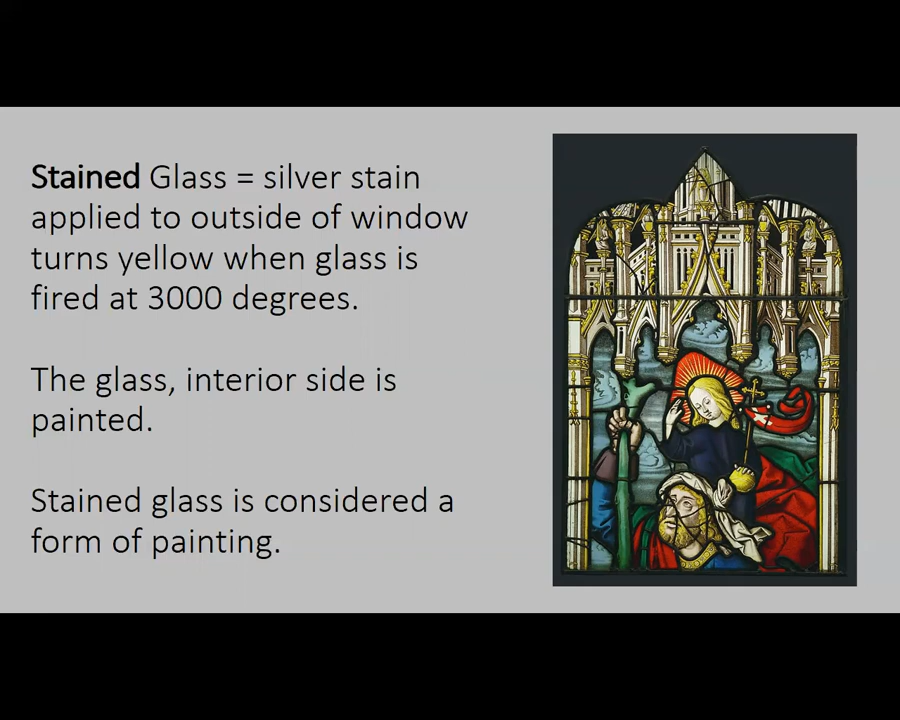 Stained Glass = silver stain
applied to outside of window
turns yellow when glass is
fired at 3000 degrees.
The glass, interior side is
painted.
Stained glass is considered a
form of painting.